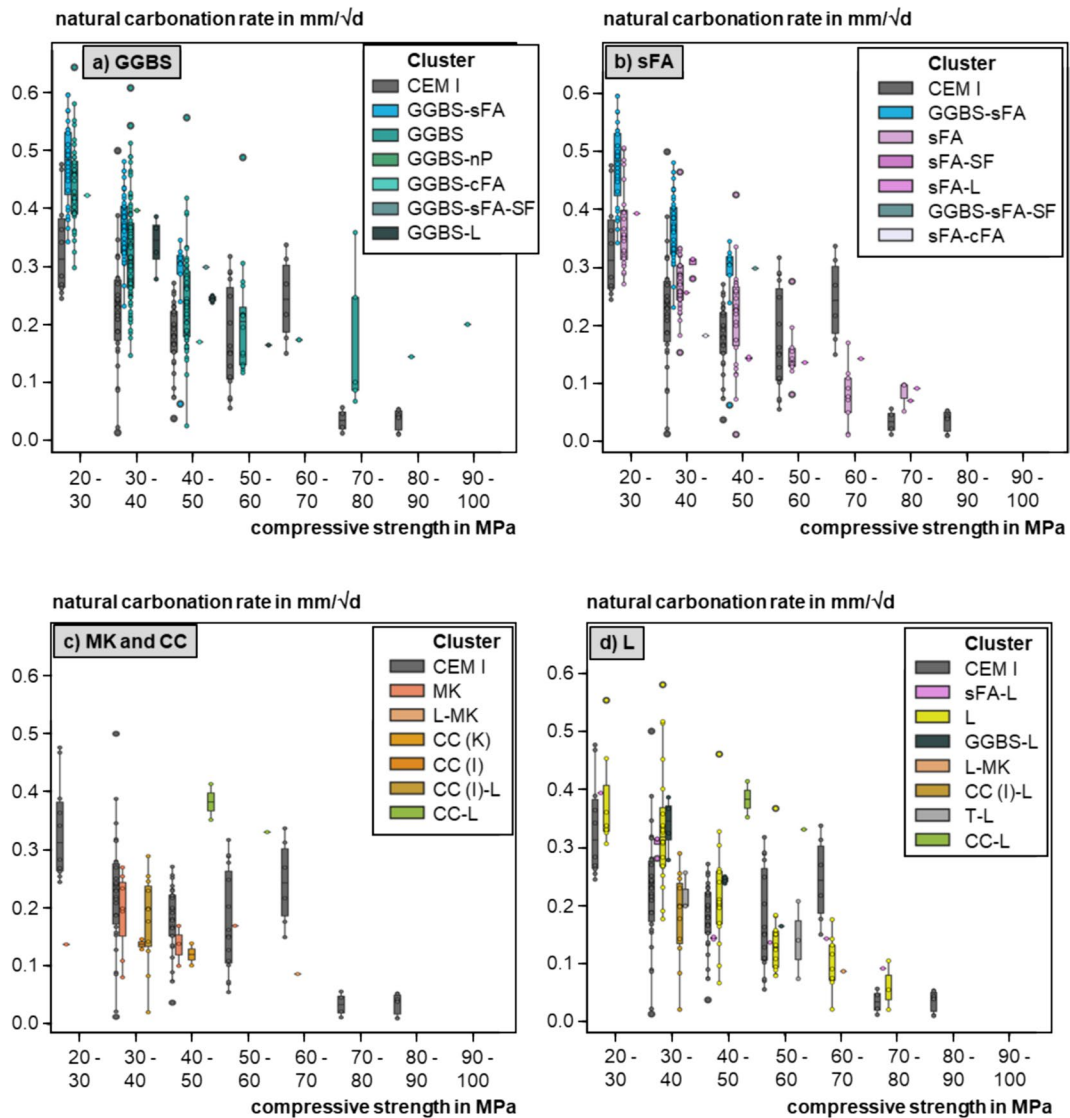 natural carbonation rate in mm/√d
a) GGBS
Cluster
CEM I
GGBS-sFA
GGBS
GGBS-nP
GGBS-cFA
GGBS-sFA-SF
GGBS-L
0.6
0.5
0.4
0.3
0.2
0.1
0.0
20 - 30 - 40 - 50 - 60 - 70 - 80 - 90 -
30 40 50 60 70 80 90 100
compressive strength in MPa
natural carbonation rate in mm/√d
b) sFA
Cluster
CEM I
GGBS-sFA
sFA
sFA-SF
sFA-L
GGBS-sFA-SF
sFA-cFA
0.6
0.5
0.4
0.3
0.2
0.1
0.0
20 - 30 - 40 - 50 - 60 - 70 - 80 - 90 -
30 40 50 60 70 80 90 100
compressive strength in MPa
natural carbonation rate in mm/√d
c) MK and CC
Cluster
CEM I
MK
L-MK
CC (K)
CC (I)
CC (I)-L
CC-L
0.6
0.5
0.4
0.3
0.2
0.1
0.0
20 - 30 - 40 - 50 - 60 - 70 - 80 - 90 -
30 40 50 60 70 80 90 100
compressive strength in MPa
natural carbonation rate in mm/√d
d) L
Cluster
CEM I
sFA-L
L
GGBS-L
L-MK
CC (I)-L
T-L
CC-L
0.6
0.5
0.4
0.3
0.2
0.1
0.0
20 - 30 - 40 - 50 - 60 - 70 - 80 - 90-
30 40 50 60 70 80 90 100
compressive strength in MPa